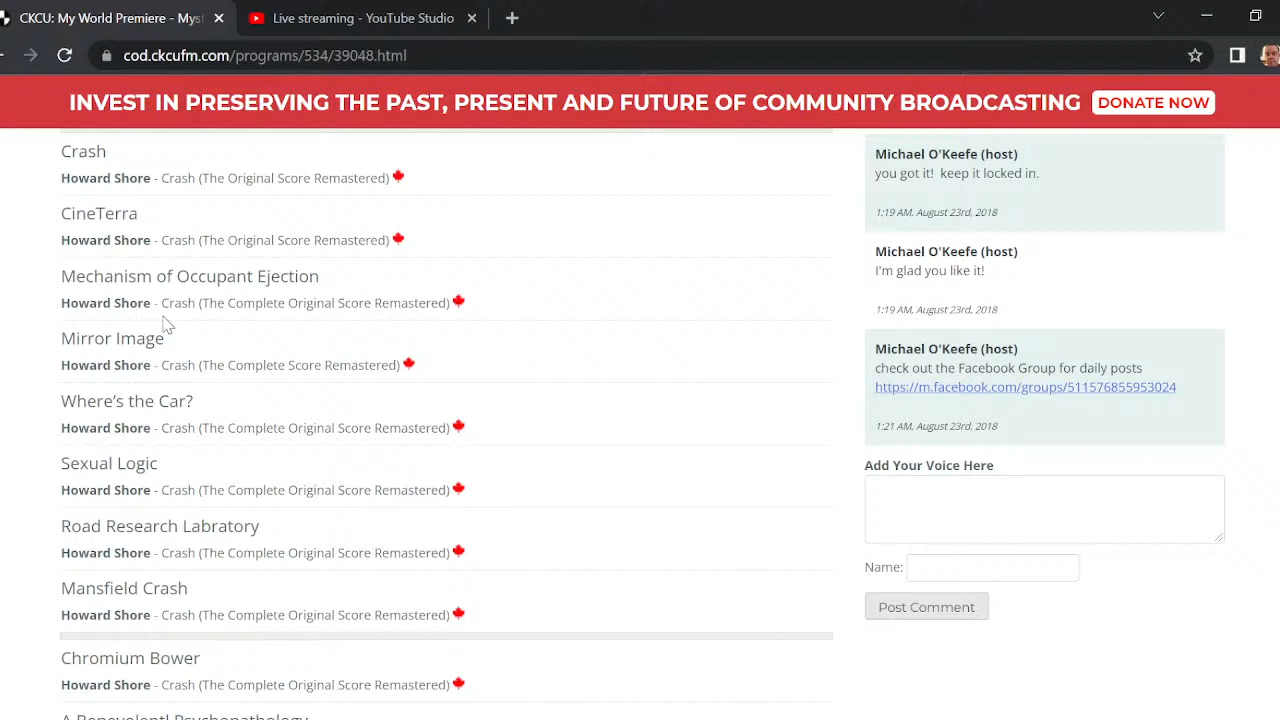 CKCU: My World Premiere - Myst
Live streaming - YouTube Studio
cod.ckcufm.com/programs/534/39048.html
INVEST IN PRESERVING THE PAST, PRESENT AND FUTURE OF COMMUNITY BROADCASTING
DONATE NOW
Crash
Howard Shore - Crash (The Original Score Remastered)
CineTerra
Howard Shore - Crash (The Original Score Remastered)
Mechanism of Occupant Ejection
Howard Shore - Crash (The Complete Original Score Remastered)
Mirror Image
Howard Shore - Crash (The Complete Score Remastered)
Where's the Car?
Howard Shore - Crash (The Complete Original Score Remastered)
Sexual Logic
Howard Shore - Crash (The Complete Original Score Remastered)
Road Research Labratory
Howard Shore - Crash (The Complete Original Score Remastered)
Mansfield Crash
Howard Shore - Crash (The Complete Original Score Remastered)
Chromium Bower
Howard Shore - Crash (The Complete Original Score Remastered)
A Benevolentl Psychopathology
Michael O'Keefe (host)
you got it! keep it locked in.
1:19 AM, August 23rd, 2018
Michael O'Keefe (host)
I'm glad you like it!
1:19 AM, August 23rd, 2018
Michael O'Keefe (host)
check out the Facebook Group for daily posts
https://m.facebook.com/groups/511576855953024
1:21 AM, August 23rd, 2018
Add Your Voice Here
Name:
Post Comment